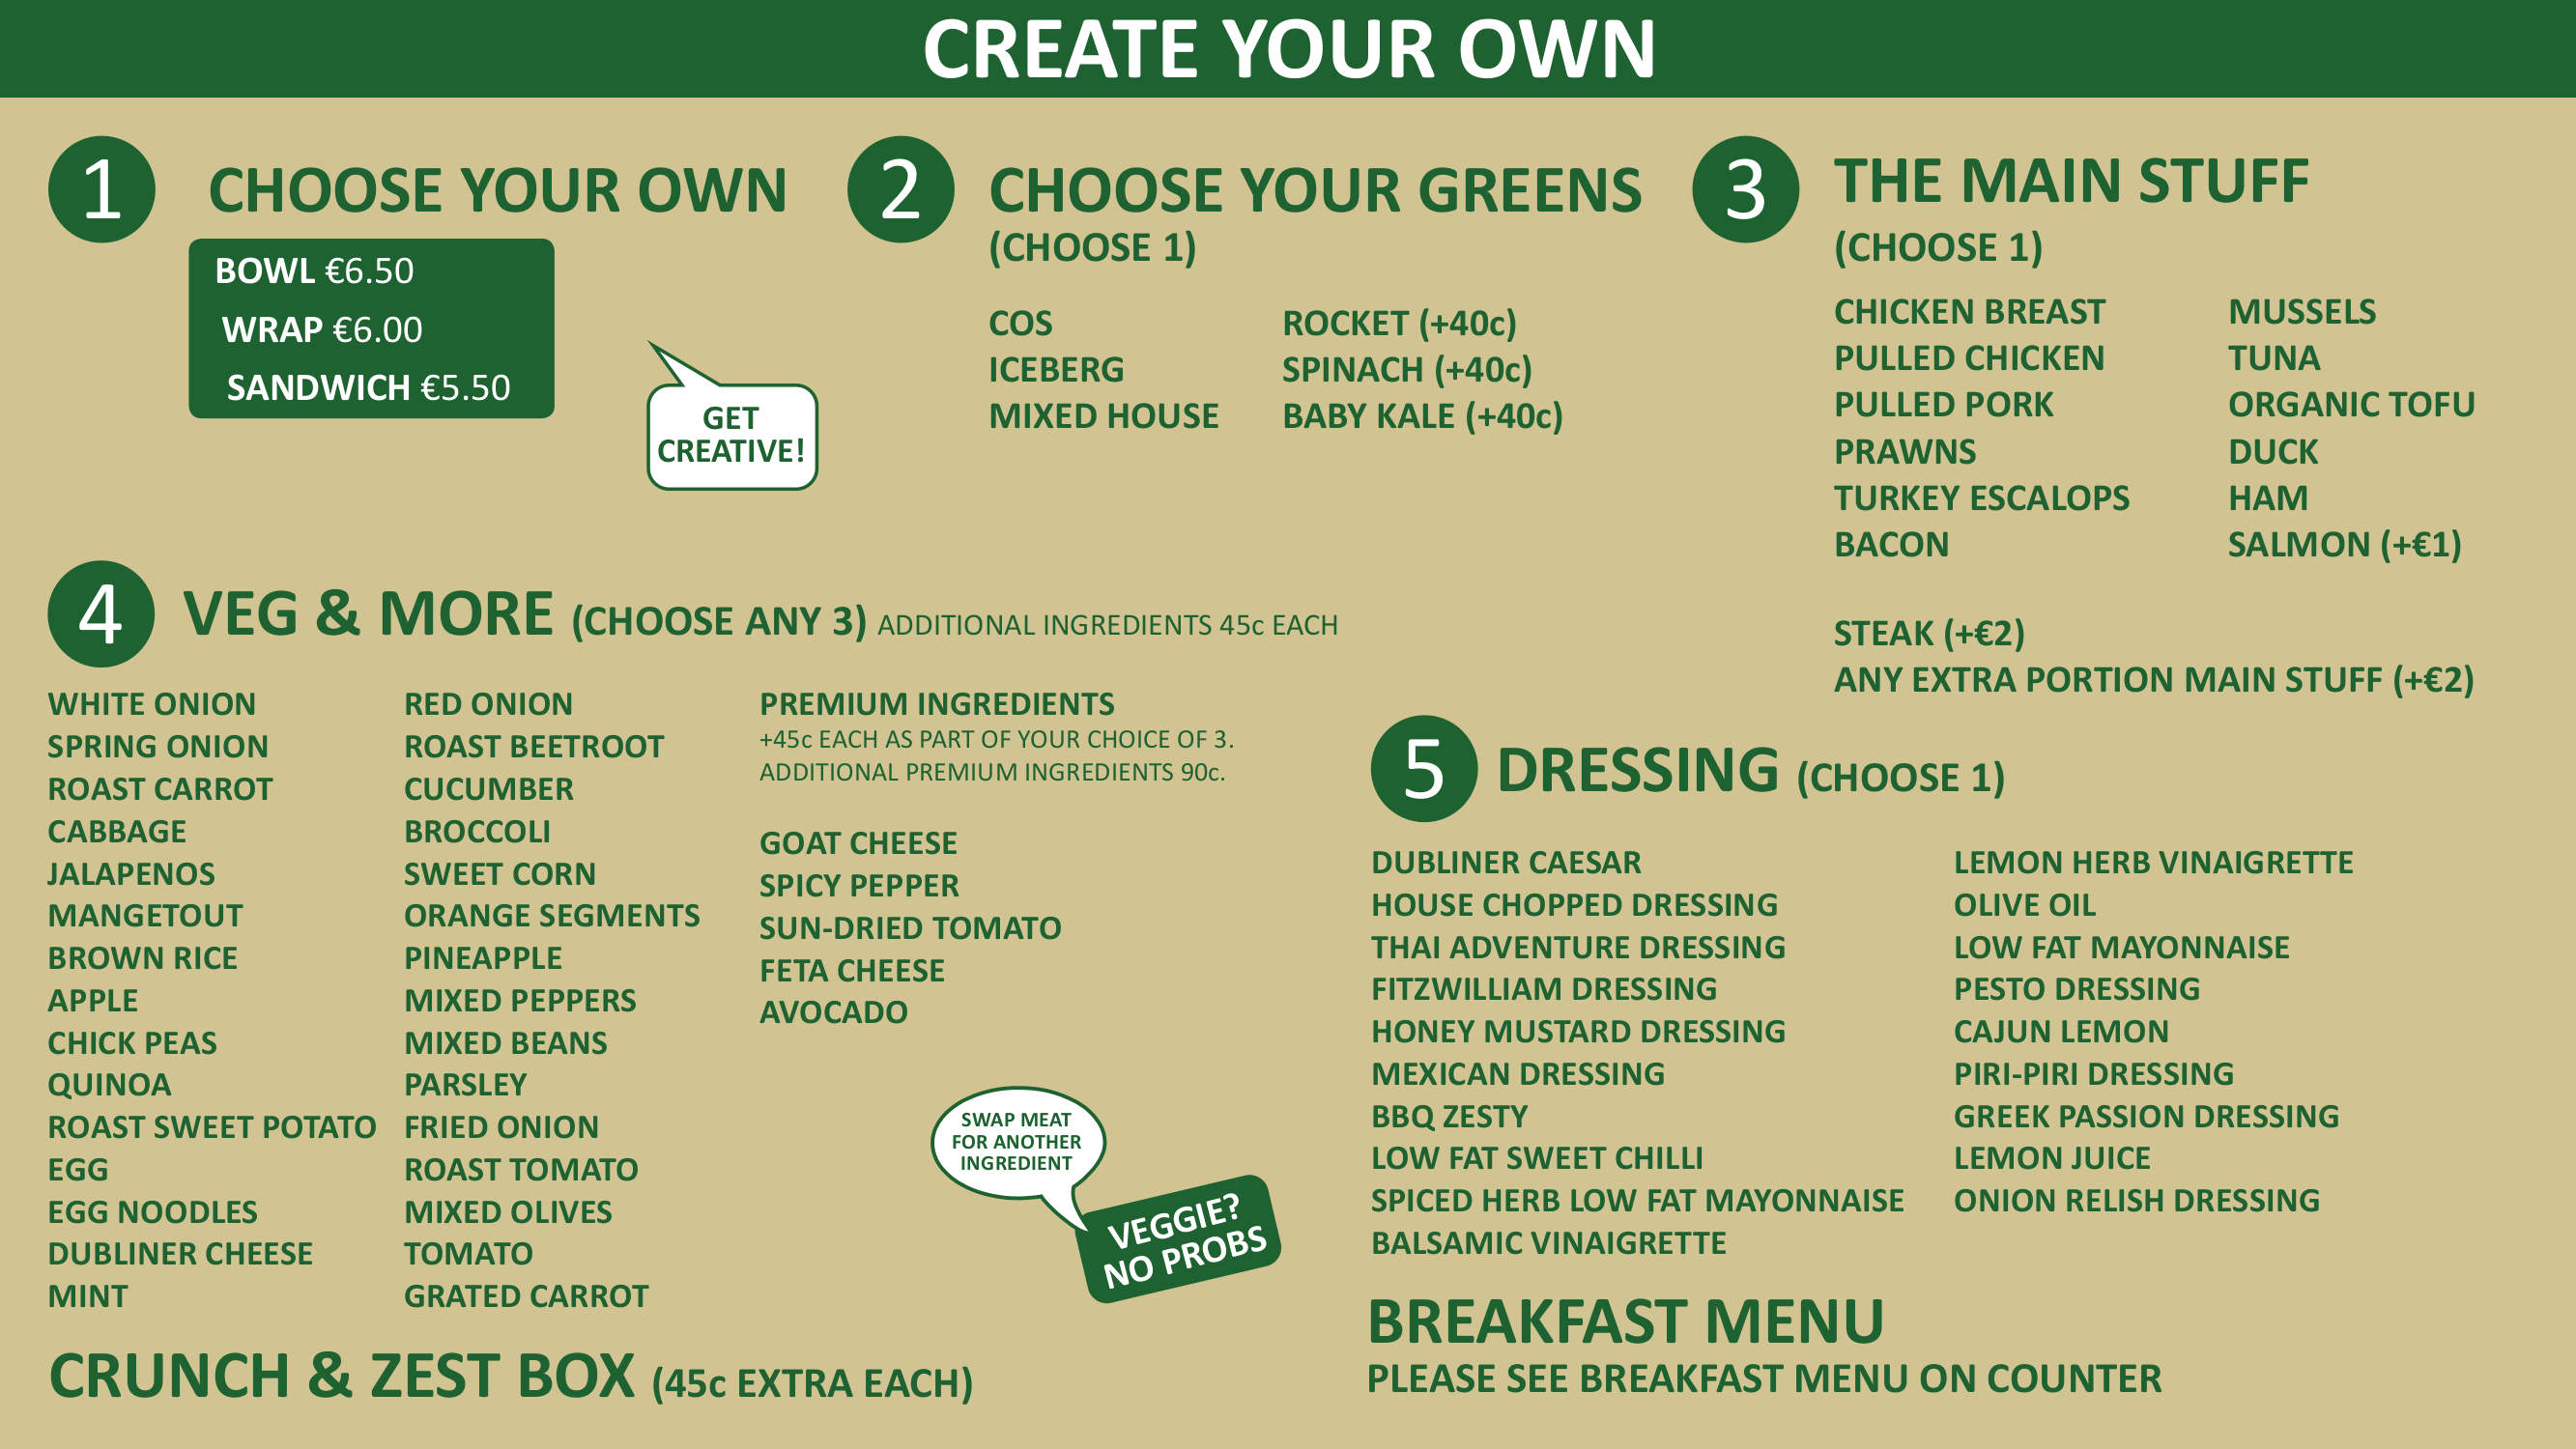 CREATE YOUR OWN
1 CHOOSE YOUR OWN
BOWL €6.50
WRAP €6.00
SANDWICH €5.50
GET
CREATIVE!
2 CHOOSE YOUR GREENS
(CHOOSE 1)
COS
ICEBERG
MIXED HOUSE
ROCKET (+40c)
SPINACH (+40c)
BABY KALE (+40c)
3 THE MAIN STUFF
(CHOOSE 1)
CHICKEN BREAST
PULLED CHICKEN
PULLED PORK
PRAWNS
TURKEY ESCALOPS
BACON
MUSSELS
TUNA
ORGANIC TOFU
DUCK
HAM
SALMON (+€1)
STEAK (+€2)
ANY EXTRA PORTION MAIN STUFF (+€2)
4 VEG & MORE (CHOOSE ANY 3) ADDITIONAL INGREDIENTS 45c EACH
WHITE ONION
SPRING ONION
ROAST CARROT
CABBAGE
JALAPENOS
MANGETOUT
BROWN RICE
APPLE
CHICK PEAS
QUINOA
ROAST SWEET POTATO
EGG
EGG NOODLES
DUBLINER CHEESE
MINT
RED ONION
ROAST BEETROOT
CUCUMBER
BROCCOLI
SWEET CORN
ORANGE SEGMENTS
PINEAPPLE
MIXED PEPPERS
MIXED BEANS
PARSLEY
FRIED ONION
ROAST TOMATO
MIXED OLIVES
TOMATO
GRATED CARROT
PREMIUM INGREDIENTS
+45c EACH AS PART OF YOUR CHOICE OF 3.
ADDITIONAL PREMIUM INGREDIENTS 90c.
GOAT CHEESE
SPICY PEPPER
SUN-DRIED TOMATO
FETA CHEESE
AVOCADO
SWAP MEAT
FOR ANOTHER
INGREDIENT
VEGGIE?
NO PROBS
CRUNCH & ZEST BOX (45c EXTRA EACH)
5 DRESSING (CHOOSE 1)
DUBLINER CAESAR
HOUSE CHOPPED DRESSING
THAI ADVENTURE DRESSING
FITZWILLIAM DRESSING
HONEY MUSTARD DRESSING
MEXICAN DRESSING
BBQ ZESTY
LOW FAT SWEET CHILLI
SPICED HERB LOW FAT MAYONNAISE
BALSAMIC VINAIGRETTE
LEMON HERB VINAIGRETTE
OLIVE OIL
LOW FAT MAYONNAISE
PESTO DRESSING
CAJUN LEMON
PIRI-PIRI DRESSING
GREEK PASSION DRESSING
LEMON JUICE
ONION RELISH DRESSING
BREAKFAST MENU
PLEASE SEE BREAKFAST MENU ON COUNTER